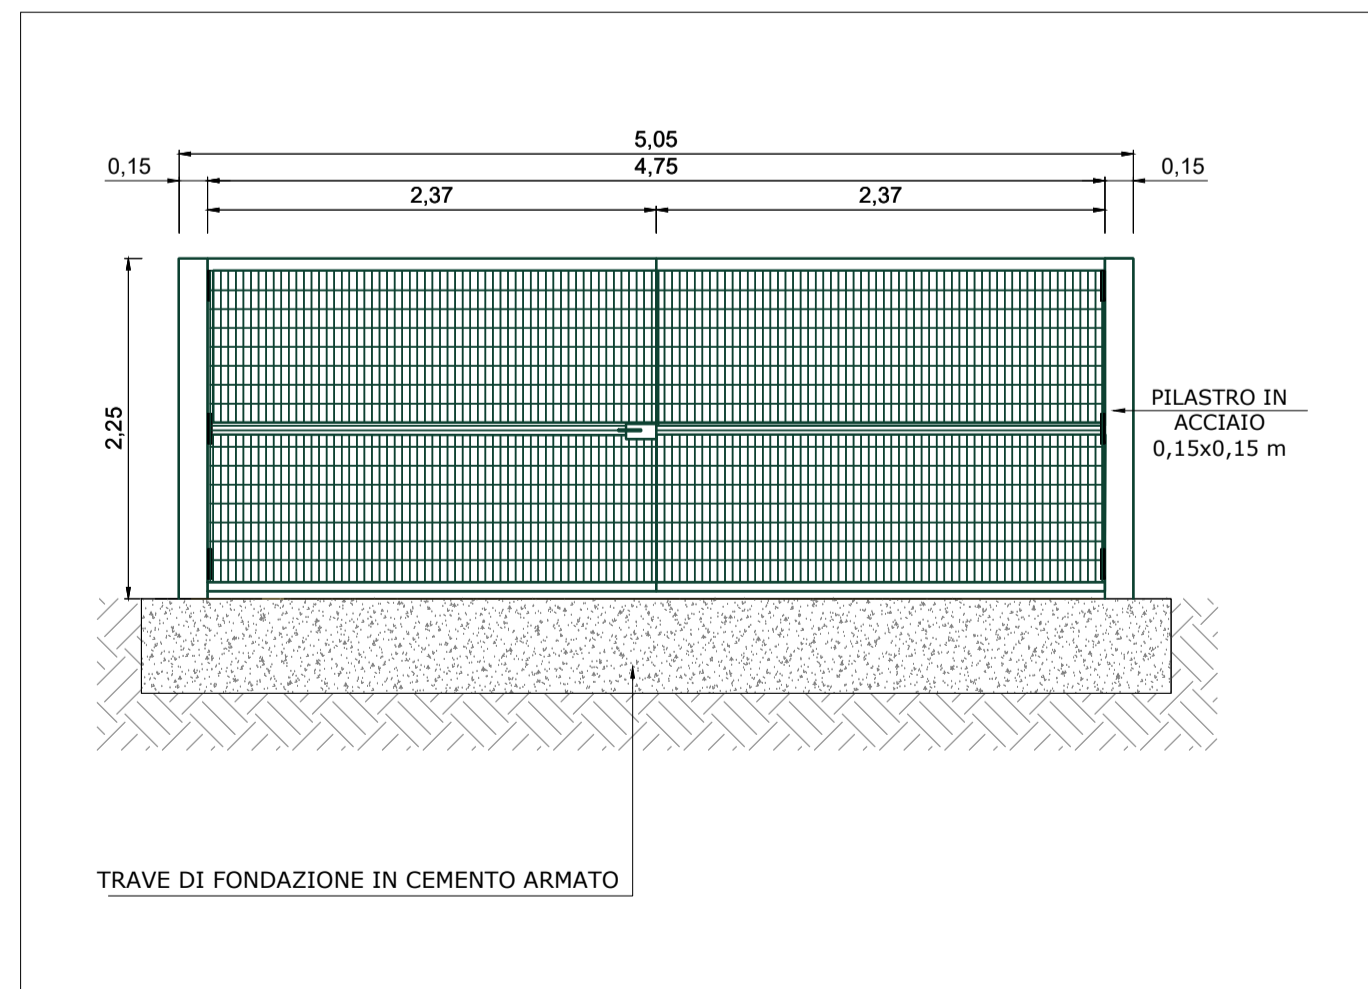 5,05
0,15
4,75
0,15
2,37
2,37
2,25
PILASTRO IN
ACCIAIO
0,15x0,15 m
TRAVE DI FONDAZIONE IN CEMENTO ARMATO